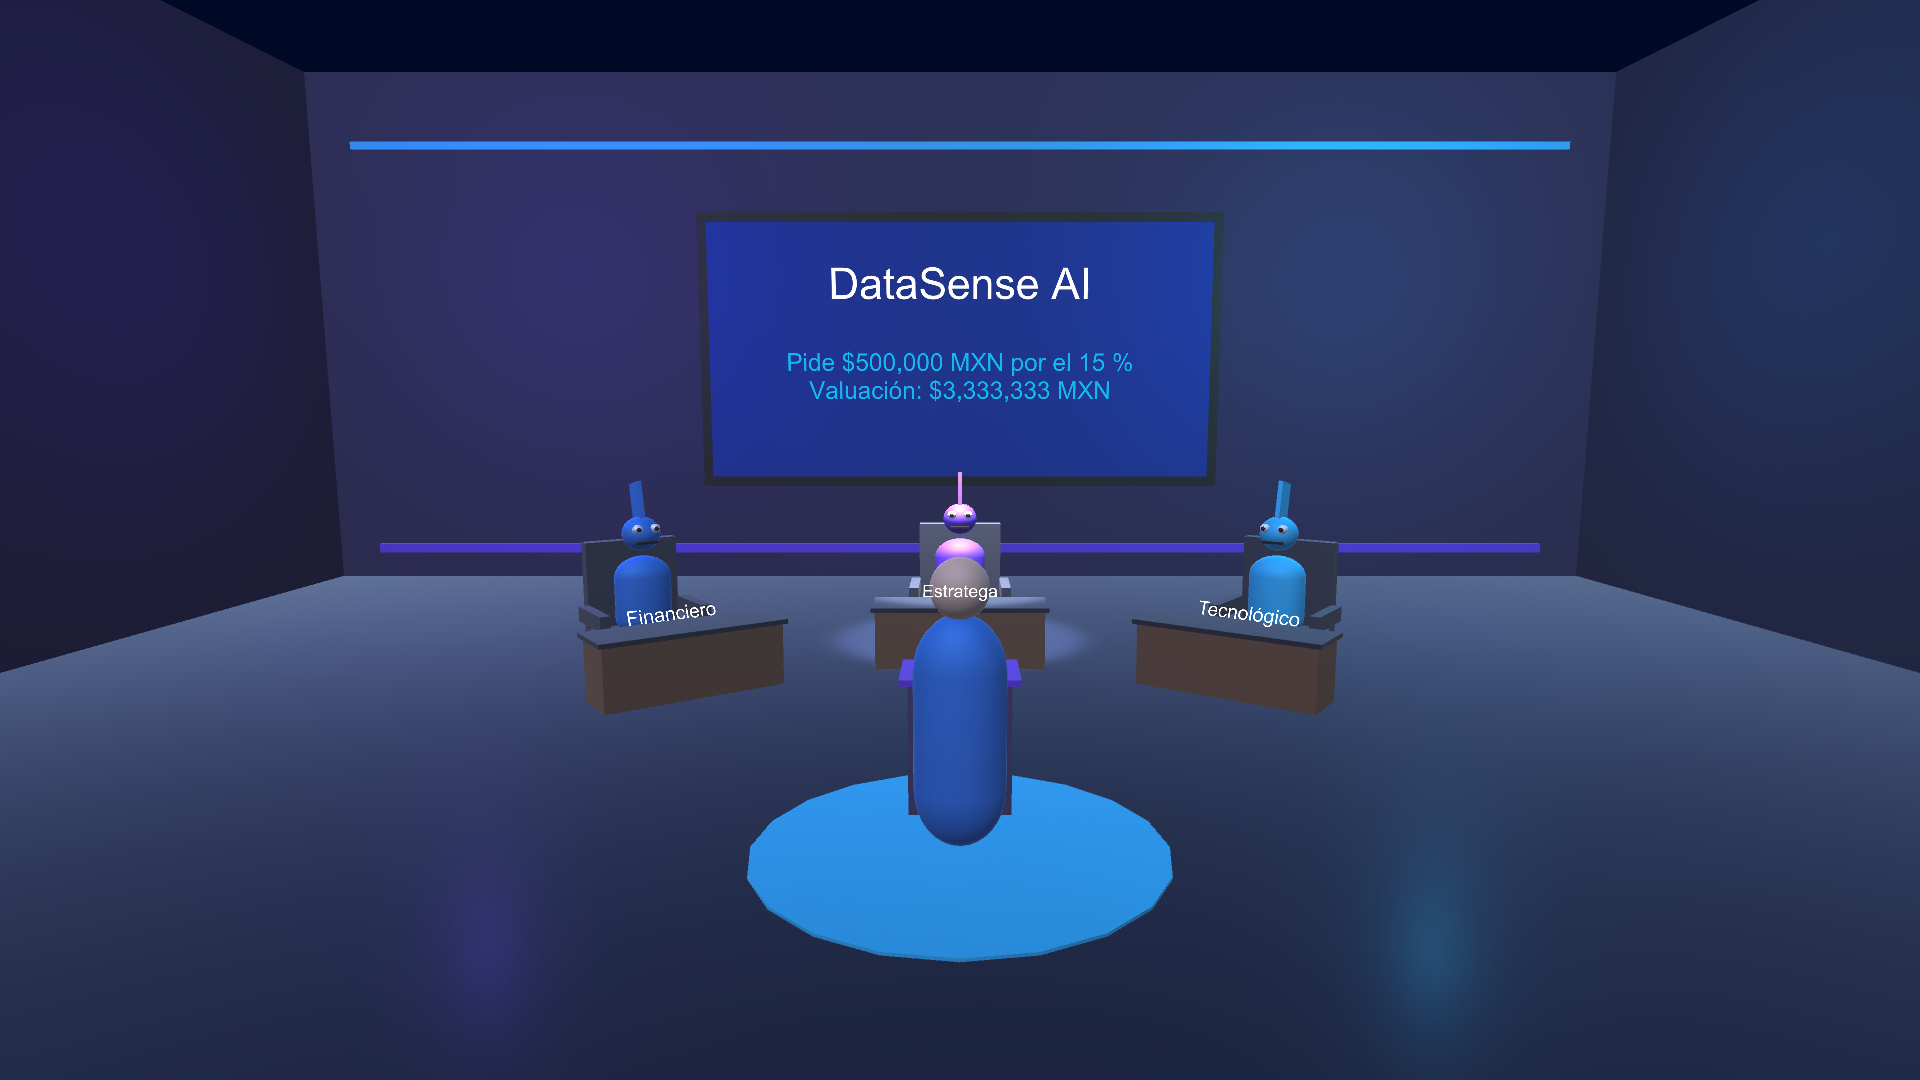 DataSense AI
Pide $500,000 MXN por el 15 %
Valuación: $3,333,333 MXN
Financiero
Estratega
Tecnológico